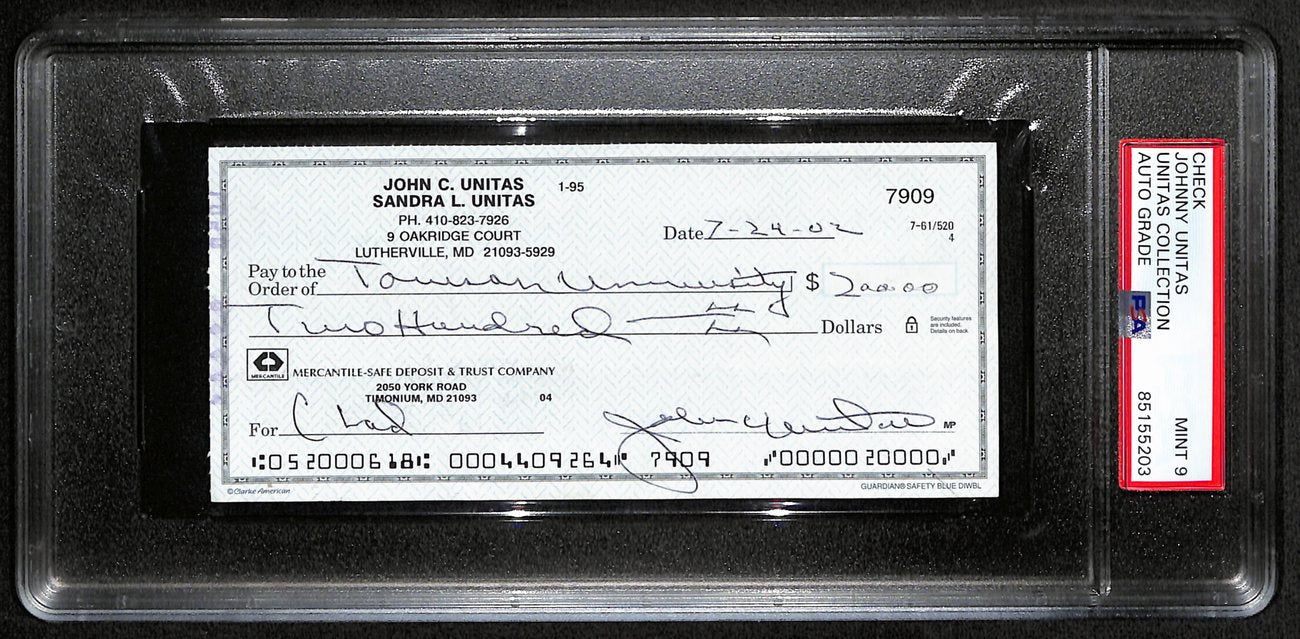 JOHN C. UNITAS 1-95
SANDRA L. UNITAS
PH. 410-823-7926
9 OAKRIDGE COURT
LUTHERVILLE, MD 21093-5929
7909
Date 7-24-02
7-61/520
4
Pay to the Order of Towson University $ 200.00
Two Hundred Dollars
Security features are included. Details on back.
MERCANTILE
MERCANTILE-SAFE DEPOSIT & TRUST COMPANY
2050 YORK ROAD
TIMONIUM, MD 21093 04
For Chad John Unitas MP
⑆052000618⑆ 0004409264⑈ 7909 ⑈0000020000⑈
©Clarke American
GUARDIAN® SAFETY BLUE DIWBL
CHECK
JOHNNY UNITAS
UNITAS COLLECTION
AUTO GRADE MINT 9
PSA
85155203